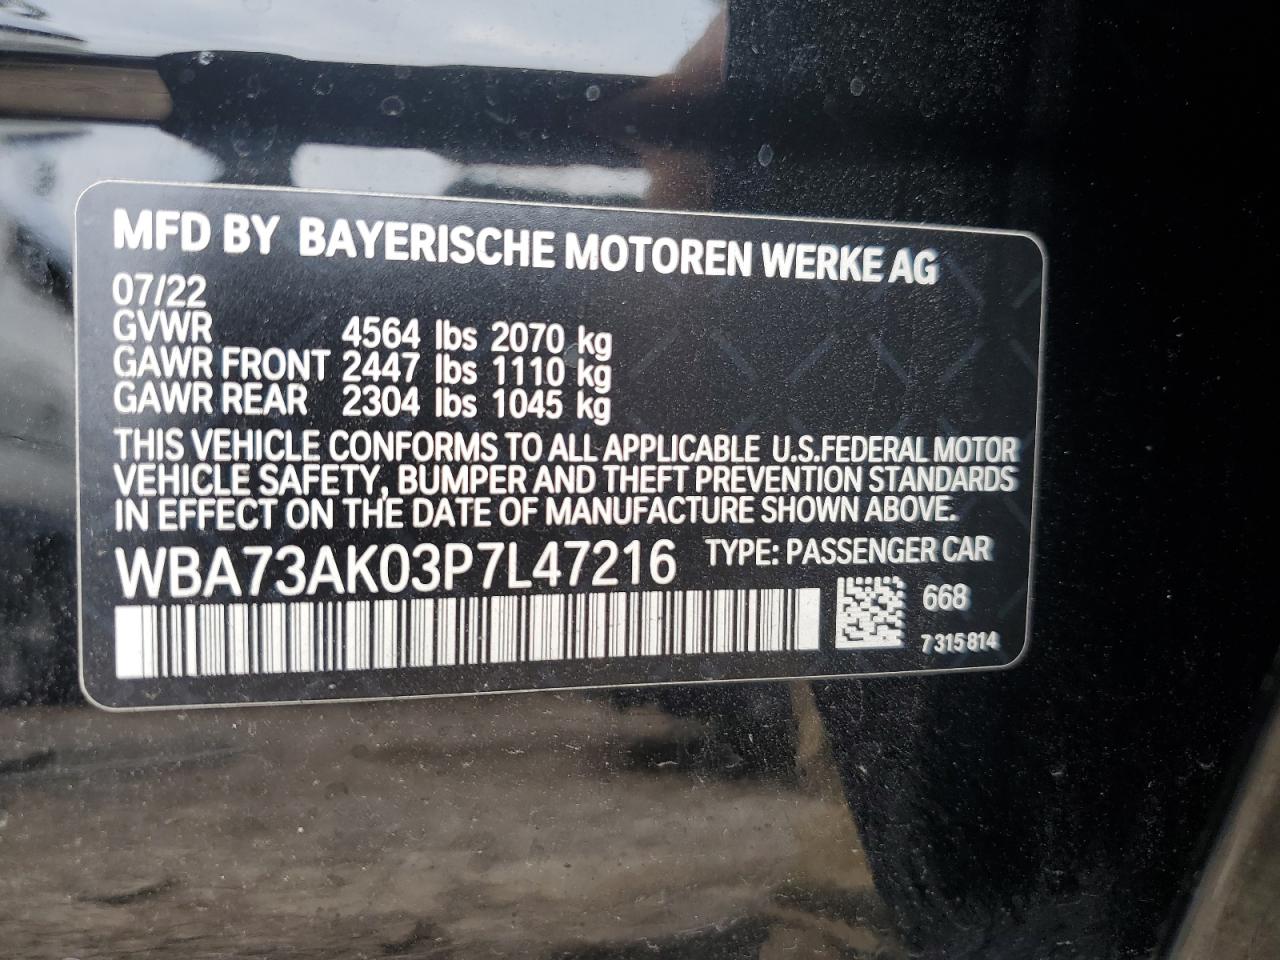 MFD BY BAYERISCHE MOTOREN WERKE AG
07/22
GVWR 4564 lbs 2070 kg
GAWR FRONT 2447 lbs 1110 kg
GAWR REAR 2304 lbs 1045 kg
THIS VEHICLE CONFORMS TO ALL APPLICABLE U.S.FEDERAL MOTOR
VEHICLE SAFETY, BUMPER AND THEFT PREVENTION STANDARDS
IN EFFECT ON THE DATE OF MANUFACTURE SHOWN ABOVE.
WBA73AK03P7L47216 TYPE: PASSENGER CAR
668
7 315 814